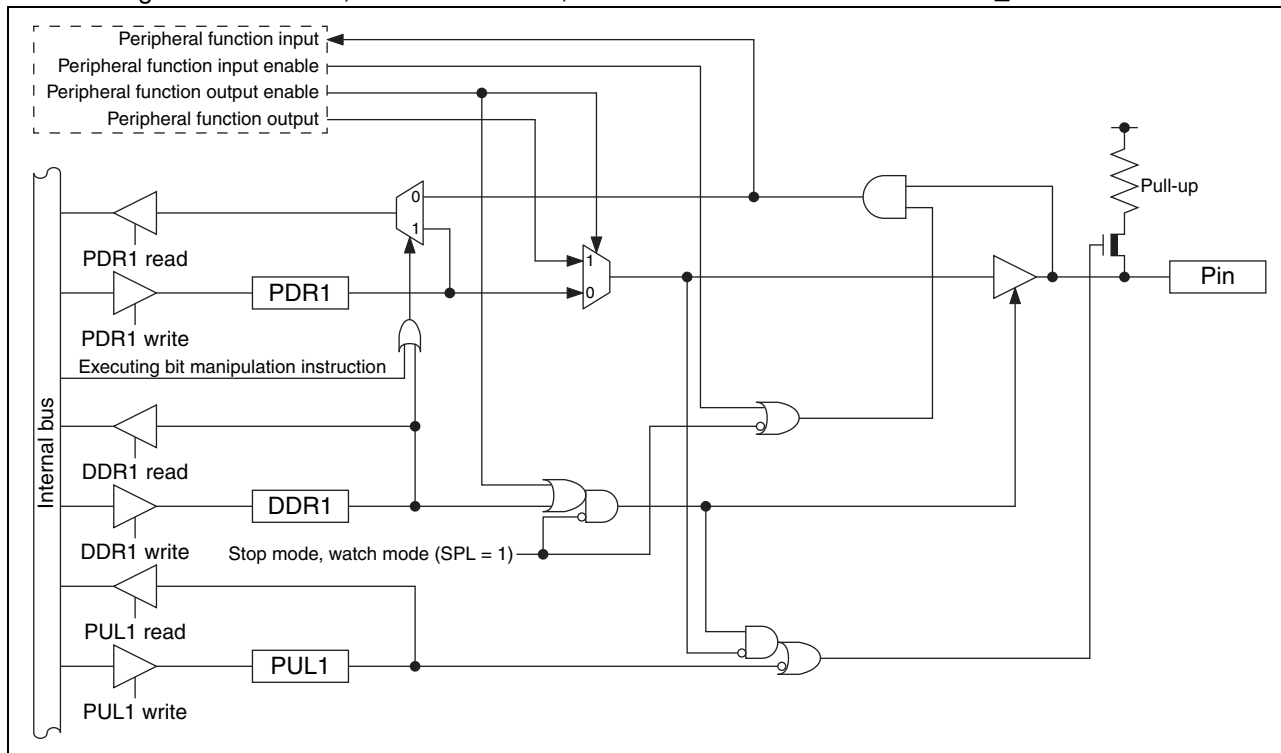 Peripheral function input
Peripheral function input enable
Peripheral function output enable
Peripheral function output
Pull-up
0
1
PDR1 read
1
0
PDR1
Pin
PDR1 write
Executing bit manipulation instruction
Internal bus
DDR1 read
DDR1
DDR1 write
Stop mode, watch mode (SPL = 1)
PUL1 read
PUL1
PUL1 write